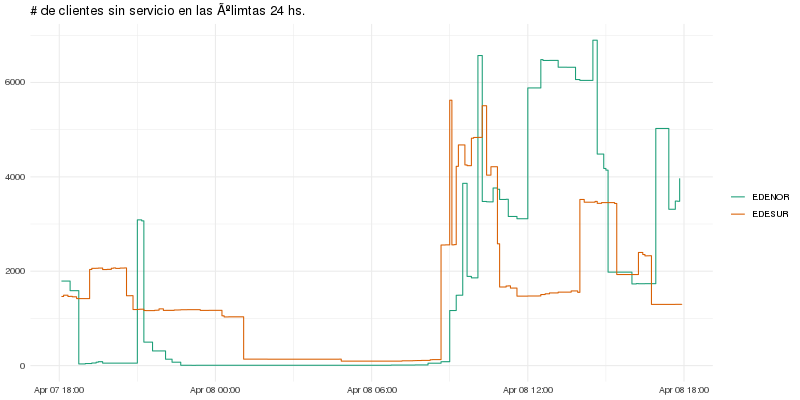 # de clientes sin servicio en las Ãºlimtas 24 hs.
6000
4000
2000
0
Apr 07 18:00 Apr 08 00:00 Apr 08 06:00 Apr 08 12:00 Apr 08 18:00
EDENOR
EDESUR